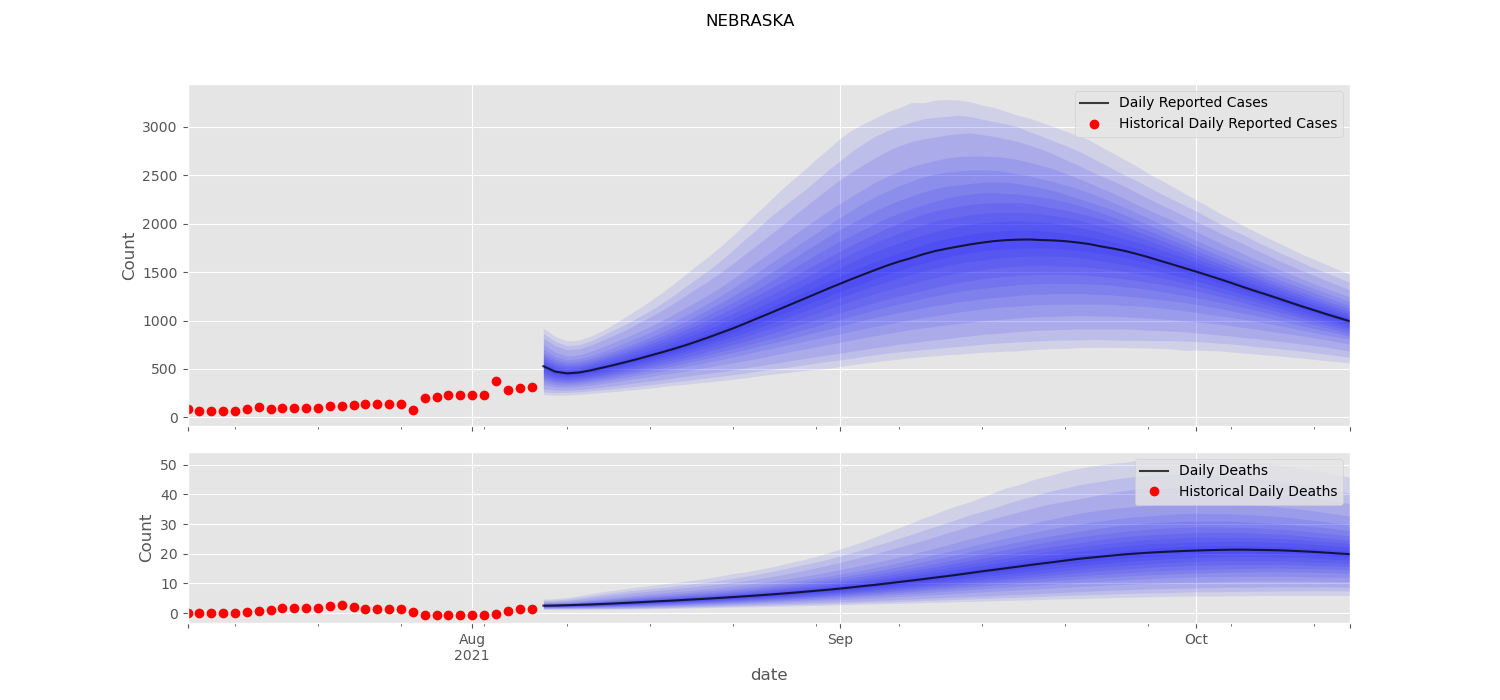 NEBRASKA
Daily Reported Cases
Historical Daily Reported Cases
3000
2500
2000
1500
1000
500
0
Count
Daily Deaths
Historical Daily Deaths
50
40
30
20
10
0
Count
Aug
2021
Sep
Oct
date